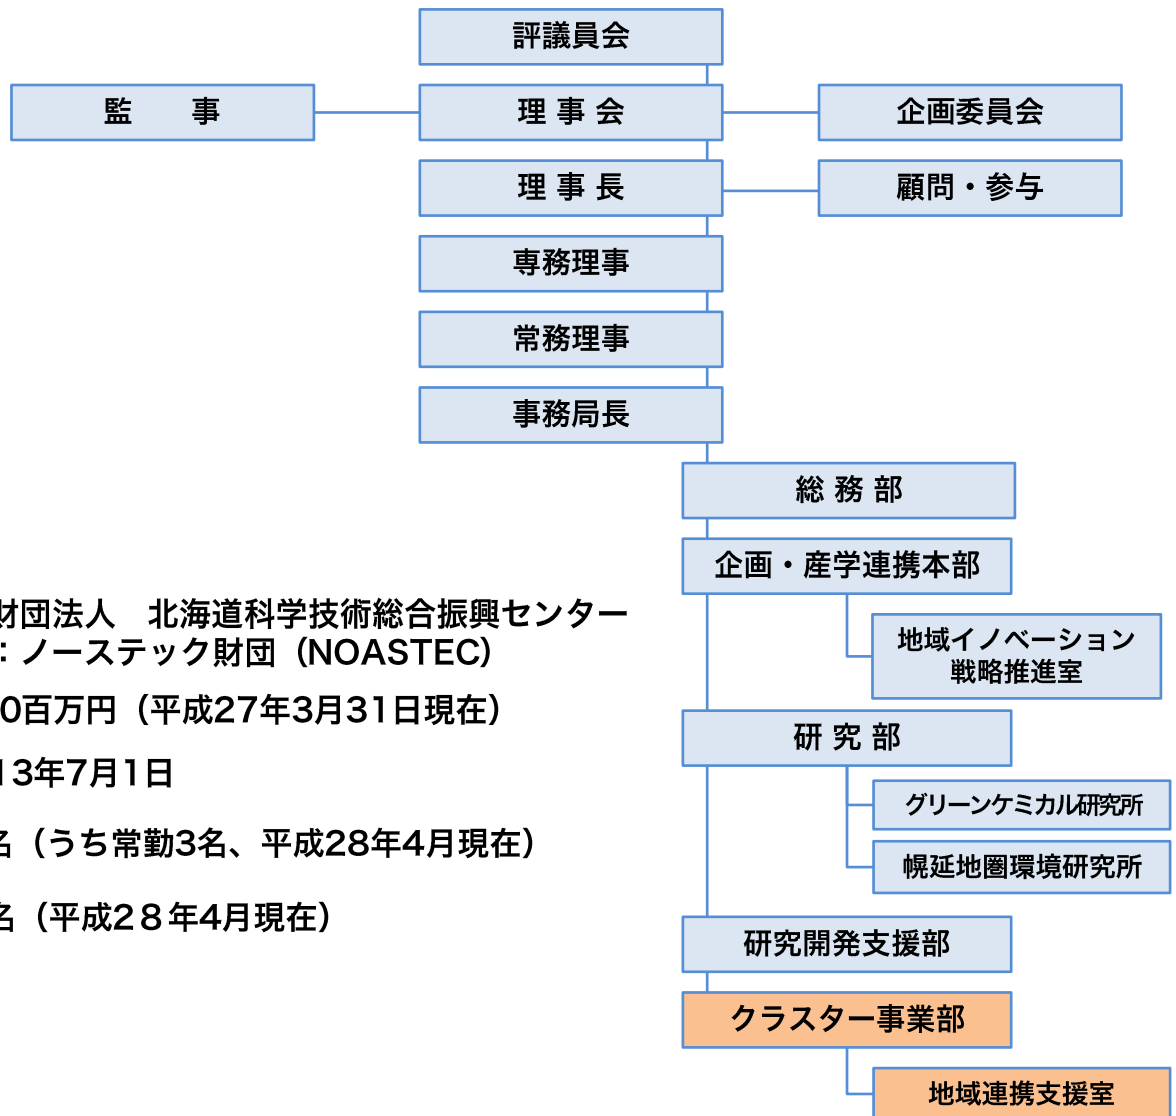 評議員会
監　　事
理 事 会
企画委員会
理 事 長
顧問・参与
専務理事
常務理事
事務局長
総 務 部
企画・産学連携本部
地域イノベーション
戦略推進室
研 究 部
グリーンケミカル研究所
幌延地圏環境研究所
研究開発支援部
クラスター事業部
地域連携支援室
財団法人　北海道科学技術総合振興センター
：ノーステック財団（NOASTEC）
0百万円（平成27年3月31日現在）
13年7月1日
名（うち常勤3名、平成28年4月現在）
名（平成2８年4月現在）